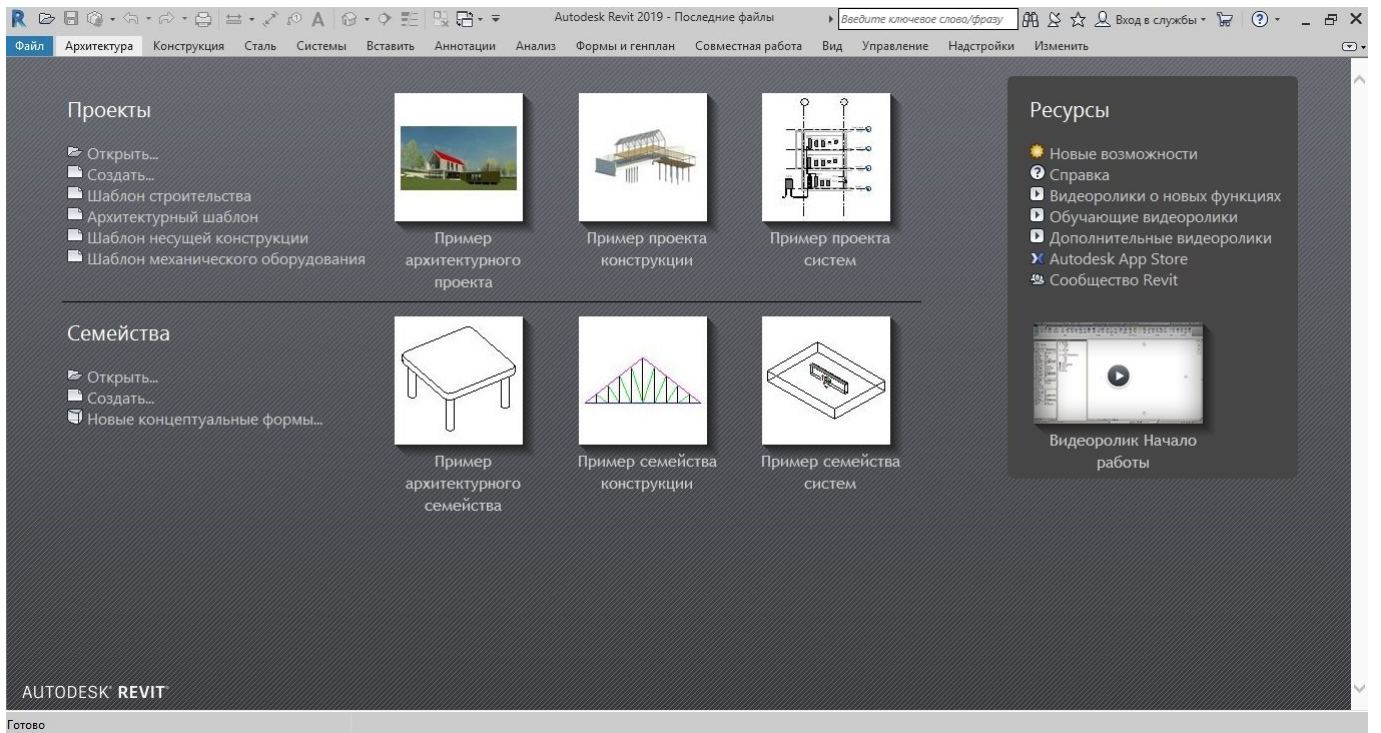 Autodesk Revit 2019 - Последние файлы
Введите ключевое слово/фразу
Вход в службы
Файл Архитектура Конструкция Сталь Системы Вставить Аннотации Анализ Формы и генплан Совместная работа Вид Управление Надстройки Изменить
Проекты
Открыть...
Создать...
Шаблон строительства
Архитектурный шаблон
Шаблон несущей конструкции
Шаблон механического оборудования
Пример
архитектурного
проекта
Пример проекта
конструкции
Пример проекта
систем
Семейства
Открыть...
Создать...
Новые концептуальные формы...
Пример
архитектурного
семейства
Пример семейства
конструкции
Пример семейства
систем
Ресурсы
Новые возможности
Справка
Видеоролики о новых функциях
Обучающие видеоролики
Дополнительные видеоролики
Autodesk App Store
Сообщество Revit
Видеоролик Начало
работы
AUTODESK® REVIT®
Готово